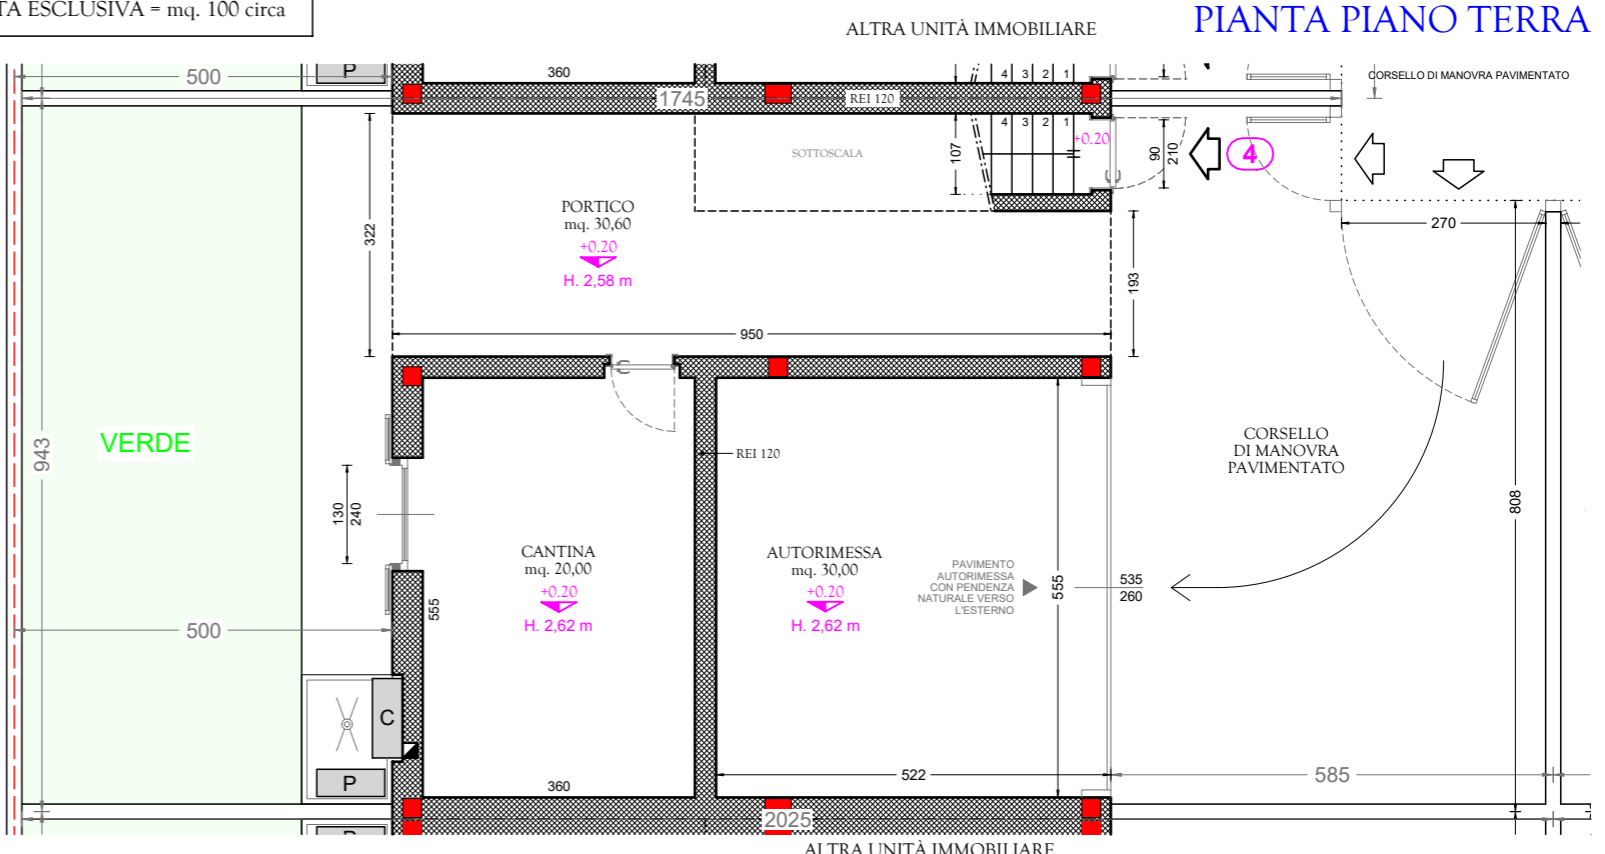 TA ESCLUSIVA = mq. 100 circa
ALTRA UNITÀ IMMOBILIARE
PIANTA PIANO TERRA
500
P
360
4 3 2 1
CORSELLO DI MANOVRA PAVIMENTATO
1745
REI 120
4 3 2 1
+0.20
SOTTOSCALA
107
90
210
4
322
PORTICO
mq. 30,60
+0.20
H. 2,58 m
270
193
950
943
VERDE
REI 120
CORSELLO
DI MANOVRA
PAVIMENTATO
130
240
808
CANTINA
mq. 20,00
+0.20
H. 2,62 m
555
AUTORIMESSA
mq. 30,00
+0.20
H. 2,62 m
PAVIMENTO
AUTORIMESSA
CON PENDENZA
NATURALE VERSO
L'ESTERNO
555
535
260
500
C
P
360
522
585
2025
ALTRA UNITÀ IMMOBILIARE